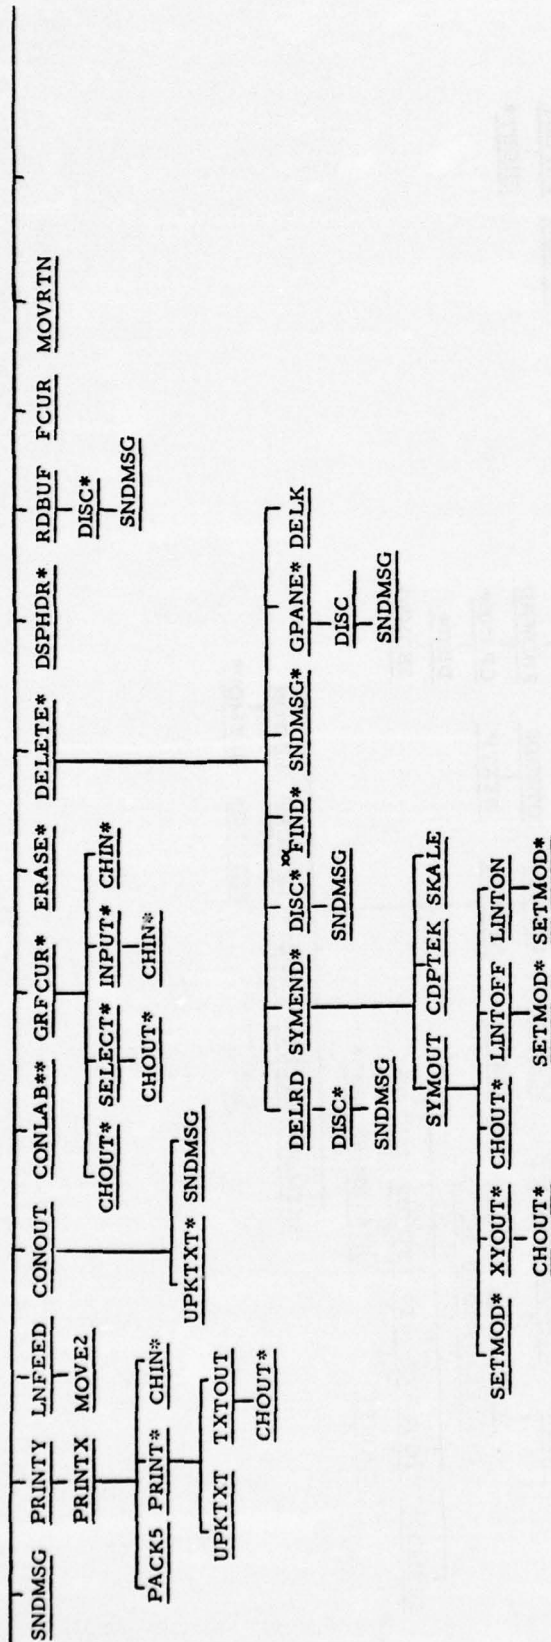 SNDMSG PRINTY LNFEED CONOUT CONLAB** GRFCUR* ERASE* DELETE* DSPHDR* RDBUF FCUR MOVRTN
PRINTX MOVE2 DISC*
SNDMSG
PACK5 PRINT* CHIN* UPKTXT* SNDMSG CHOUT* SELECT* INPUT* CHIN*
CHOUT* CHIN*
UPKTXT TXTOUT
CHOUT*
DELRD SYMEND* DISC* XX FIND* SNDMSG* GPANE* DELK
DISC* SNDMSG DISC
SNDMSG SNDMSG
SYMOUT CDPTEK SKALE
SETMOD* XYOUT* CHOUT* LINTOFF LINTON
CHOUT* SETMOD* SETMOD*